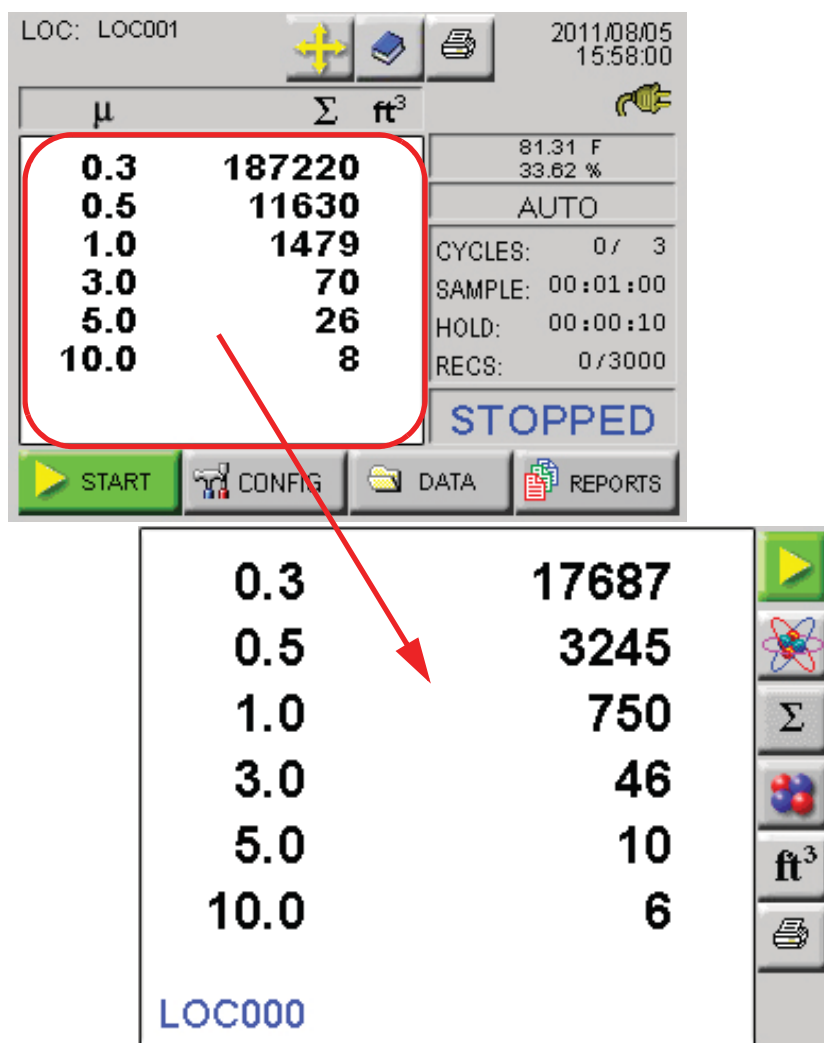 LOC: LOC001
2011/08/05
15:58:00
μ Σ ft³
0.3 187220
0.5 11630
1.0 1479
3.0 70
5.0 26
10.0 8
81.31 F
33.62 %
AUTO
CYCLES: 0/ 3
SAMPLE: 00:01:00
HOLD: 00:00:10
RECS: 0/3000
STOPPED
START CONFIG DATA REPORTS
0.3 17687
0.5 3245
1.0 750
3.0 46
5.0 10
10.0 6
LOC000
Σ
ft³